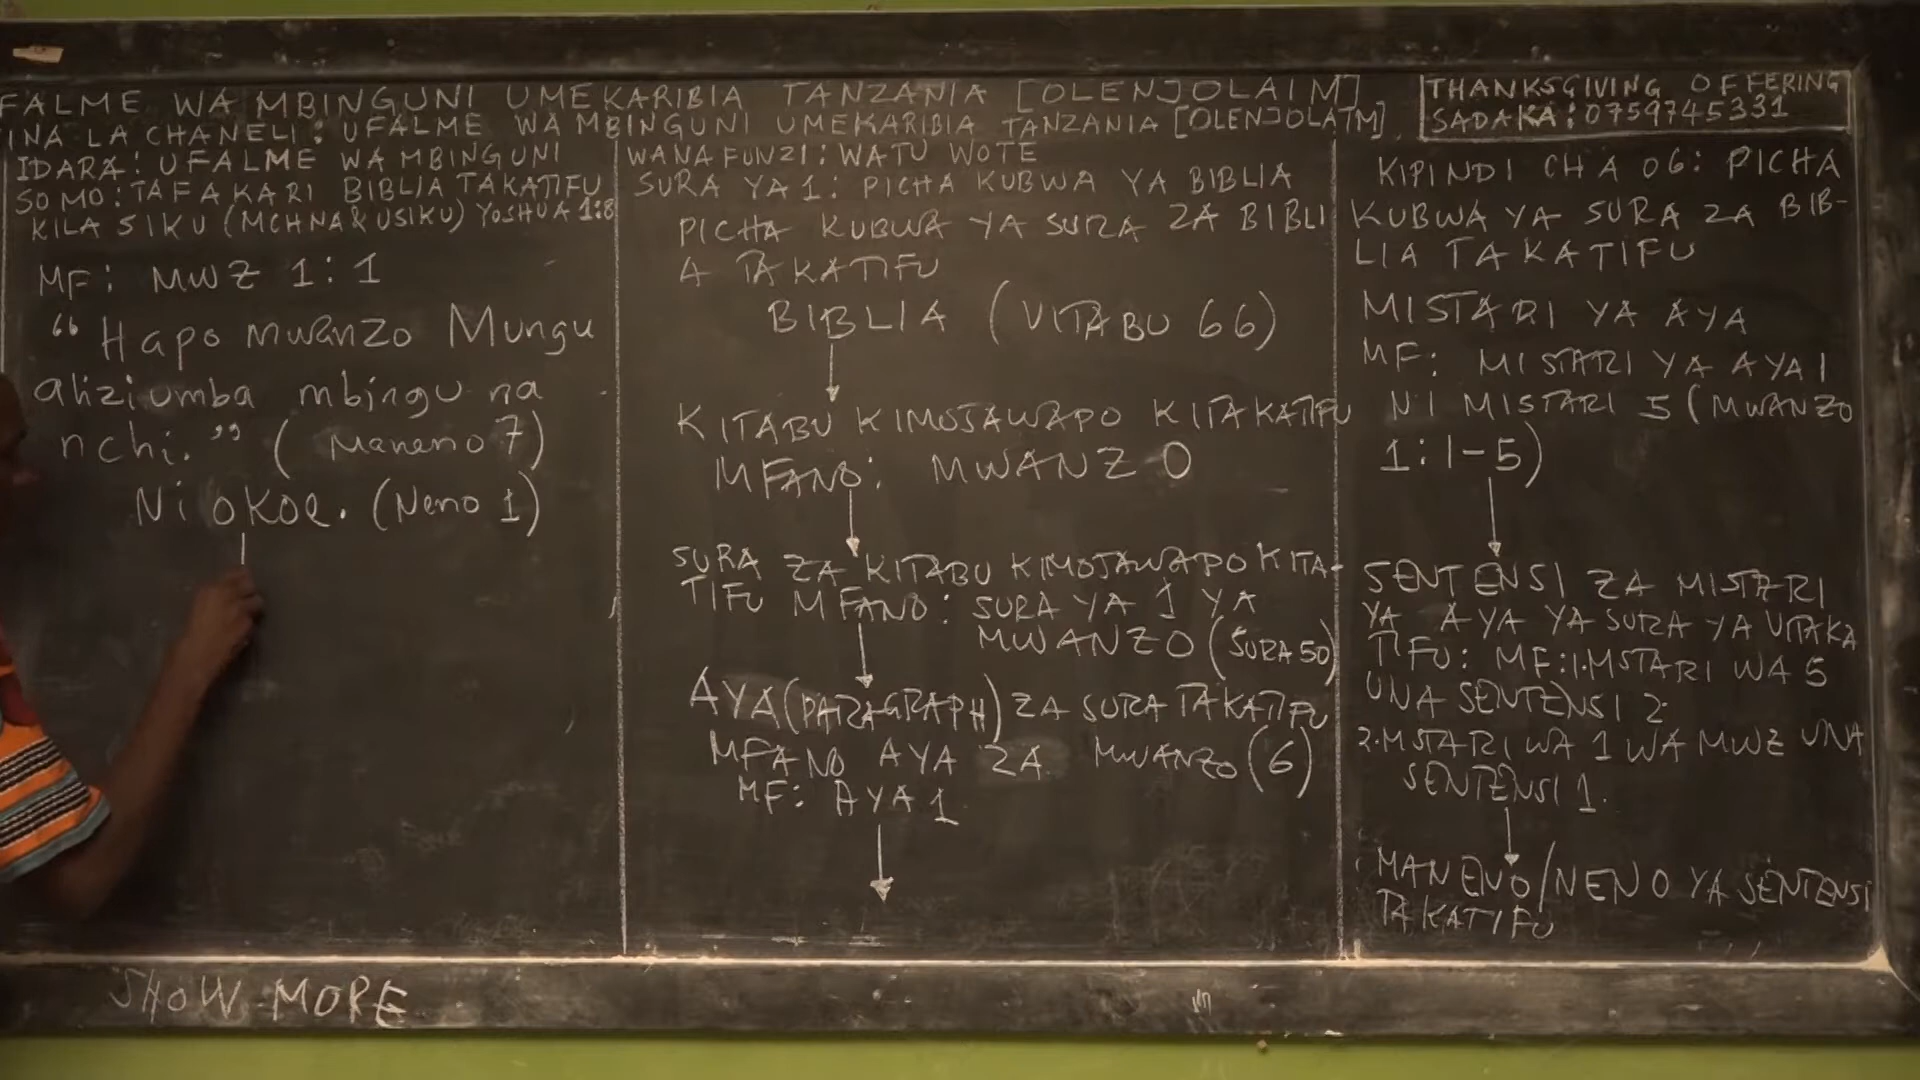 FALME WA MBINGUNI UMEKARIBIA TANZANIA [OLENJOLAIM]
INA LA CHANELI: UFALME WA MBINGUNI UMEKARIBIA TANZANIA [OLENJOLAIM]
THANKSGIVING OFFERING
SADAKA: 0759745331
IDARA: UFALME WA MBINGUNI
SOMO: TAFAKARI BIBLIA TAKATIFU
KILA SIKU (MCHNA & USIKU) YOSHUA 1:8
MF: MWZ 1:1
"Hapo mwanzo Mungu
aliziumba mbingu na
nchi." (Maneno 7)
Niokoe. (Neno 1)
WANAFUNZI: WATU WOTE
SURA YA 1: PICHA KUBWA YA BIBLIA
PICHA KUBWA YA SURA ZA BIBLI
A TAKATIFU
BIBLIA (VITABU 66)
KITABU KIMOJAWAPO KITAKATIFU
MFANO: MWANZO
SURA ZA KITABU KIMOJAWAPO KITA-
TIFU MFANO: SURA YA 1 YA
MWANZO (SURA 50)
AYA (PARAGRAPH) ZA SURA TAKATIFU
MFANO AYA ZA MWANZO (6)
MF: AYA 1
KIPINDI CHA 06: PICHA
KUBWA YA SURA ZA BIB-
LIA TAKATIFU
MISTARI YA AYA
MF: MISTARI YA AYA 1
NI MISTARI 5 (MWANZO
1:1-5)
SENTENSI ZA MISTARI
YA AYA YA SURA YA UTAKA
TIFU: MF: 1. MSTARI WA 5
UNA SENTENSI 2
2. MSTARI WA 1 WA MWZ UNA
SENTENSI 1.
MANENO/NENO YA SENTENSI
TAKATIFU
SHOW MORE